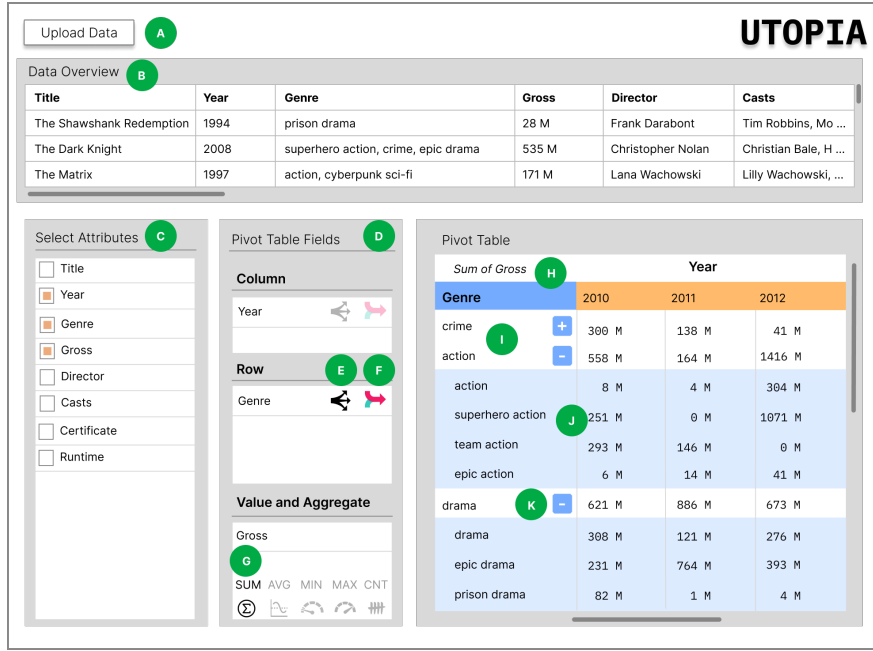 Upload Data A UTOPIA
Data Overview B
Title Year Genre Gross Director Casts
The Shawshank Redemption 1994 prison drama 28 M Frank Darabont Tim Robbins, Mo ...
The Dark Knight 2008 superhero action, crime, epic drama 535 M Christopher Nolan Christian Bale, H ...
The Matrix 1997 action, cyberpunk sci-fi 171 M Lana Wachowski Lilly Wachowski, ...
Select Attributes C
Title
Year
Genre
Gross
Director
Casts
Certificate
Runtime
Pivot Table Fields D
Column
Year
Row E F
Genre
Value and Aggregate
Gross
G
SUM AVG MIN MAX CNT
Σ
Pivot Table
Sum of Gross H Year
Genre 2010 2011 2012
crime + 300 M 138 M 41 M
I
action - 558 M 164 M 1416 M
action 8 M 4 M 304 M
superhero action J 251 M 0 M 1071 M
team action 293 M 146 M 0 M
epic action 6 M 14 M 41 M
drama K - 621 M 886 M 673 M
drama 308 M 121 M 276 M
epic drama 231 M 764 M 393 M
prison drama 82 M 1 M 4 M